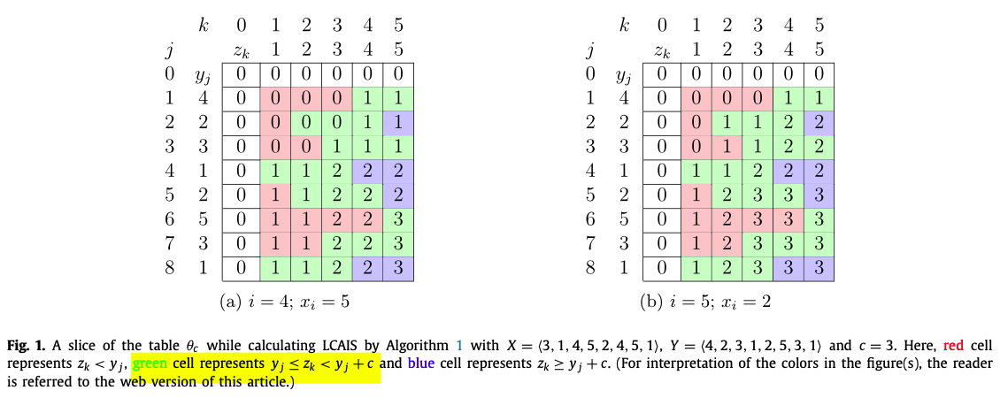 k 0 1 2 3 4 5
j z_k 1 2 3 4 5
0 y_j 0 0 0 0 0 0
1 4 0 0 0 0 1 1
2 2 0 0 0 0 1 1
3 3 0 0 0 1 1 1
4 1 0 1 1 2 2 2
5 2 0 1 1 2 2 2
6 5 0 1 1 2 2 3
7 3 0 1 1 2 2 3
8 1 0 1 1 2 2 3
(a) i = 4; x_i = 5
k 0 1 2 3 4 5
j z_k 1 2 3 4 5
0 y_j 0 0 0 0 0 0
1 4 0 0 0 0 1 1
2 2 0 0 1 1 2 2
3 3 0 0 1 1 2 2
4 1 0 1 1 2 2 2
5 2 0 1 2 3 3 3
6 5 0 1 2 3 3 3
7 3 0 1 2 3 3 3
8 1 0 1 2 3 3 3
(b) i = 5; x_i = 2
Fig. 1. A slice of the table θ_c while calculating LCAIS by Algorithm 1 with X = ⟨3, 1, 4, 5, 2, 4, 5, 1⟩, Y = ⟨4, 2, 3, 1, 2, 5, 3, 1⟩ and c = 3. Here, red cell
represents z_k < y_j, green cell represents y_j ≤ z_k < y_j + c and blue cell represents z_k ≥ y_j + c. (For interpretation of the colors in the figure(s), the reader
is referred to the web version of this article.)